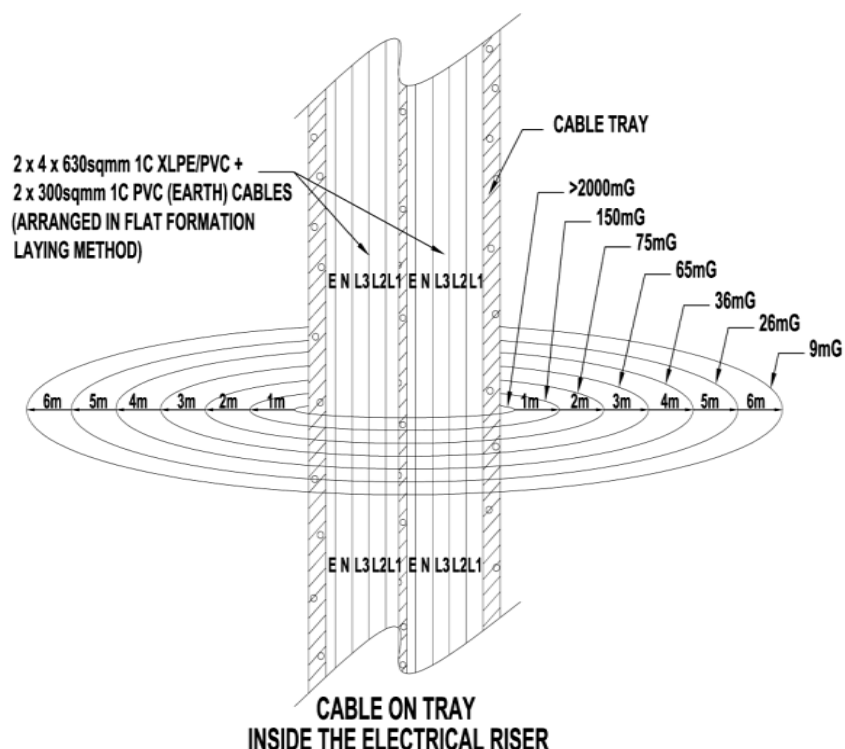 2 x 4 x 630sqmm 1C XLPE/PVC +
2 x 300sqmm 1C PVC (EARTH) CABLES
(ARRANGED IN FLAT FORMATION
LAYING METHOD)
CABLE TRAY
>2000mG
150mG
75mG
65mG
36mG
26mG
9mG
E N L3 L2 L1 E N L3 L2 L1
6m 5m 4m 3m 2m 1m 1m 2m 3m 4m 5m 6m
E N L3 L2 L1 E N L3 L2 L1
CABLE ON TRAY
INSIDE THE ELECTRICAL RISER